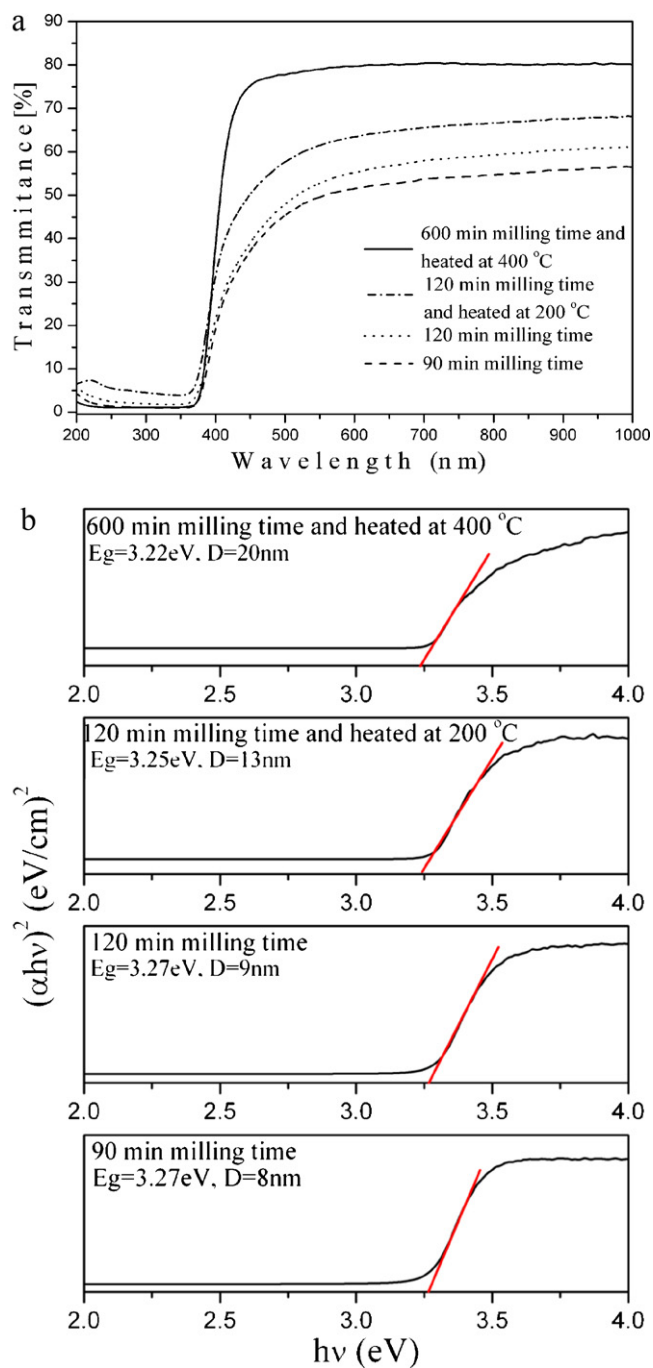 a
90
80
70
60
50
40
30
20
10
0
Transmmitance[%]
600 min milling time and
heated at 400 °C
120 min milling time
and heated at 200 °C
120 min milling time
90 min milling time
200 300 400 500 600 700 800 900 1000
Wavelength (nm)
b
600 min milling time and heated at 400 °C
Eg=3.22eV, D=20nm
2.0 2.5 3.0 3.5 4.0
120 min milling time and heated at 200 °C
Eg=3.25eV, D=13nm
2.0 2.5 3.0 3.5 4.0
120 min milling time
Eg=3.27eV, D=9nm
2.0 2.5 3.0 3.5 4.0
90 min milling time
Eg=3.27eV, D=8nm
2.0 2.5 3.0 3.5 4.0
(αhν)² (eV/cm)²
hν (eV)